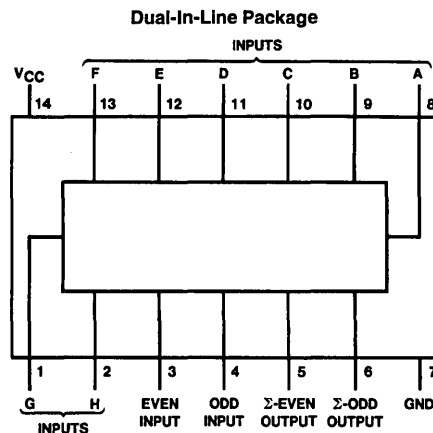 Dual-In-Line Package
INPUTS
VCC F E D C B A
14 13 12 11 10 9 8
1 2 3 4 5 6 7
G H EVEN INPUT ODD INPUT Σ-EVEN OUTPUT Σ-ODD OUTPUT GND
INPUTS